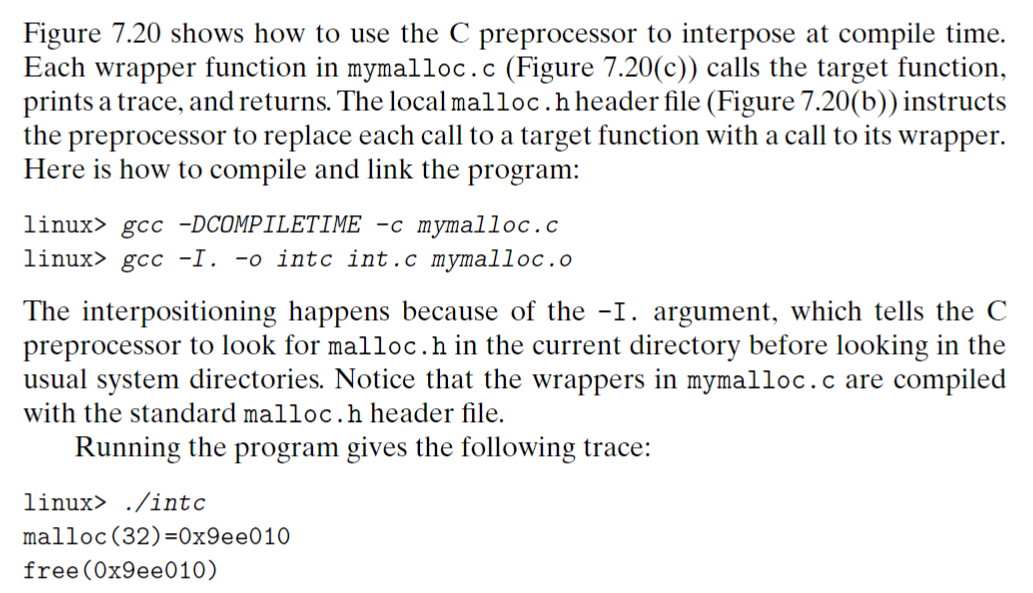 Figure 7.20 shows how to use the C preprocessor to interpose at compile time.
Each wrapper function in mymalloc.c (Figure 7.20(c)) calls the target function,
prints a trace, and returns. The local malloc.h header file (Figure 7.20(b)) instructs
the preprocessor to replace each call to a target function with a call to its wrapper.
Here is how to compile and link the program:
linux> gcc -DCOMPILETIME -c mymalloc.c
linux> gcc -I. -o intc int.c mymalloc.o
The interpositioning happens because of the -I. argument, which tells the C
preprocessor to look for malloc.h in the current directory before looking in the
usual system directories. Notice that the wrappers in mymalloc.c are compiled
with the standard malloc.h header file.
Running the program gives the following trace:
linux> ./intc
malloc(32)=0x9ee010
free(0x9ee010)